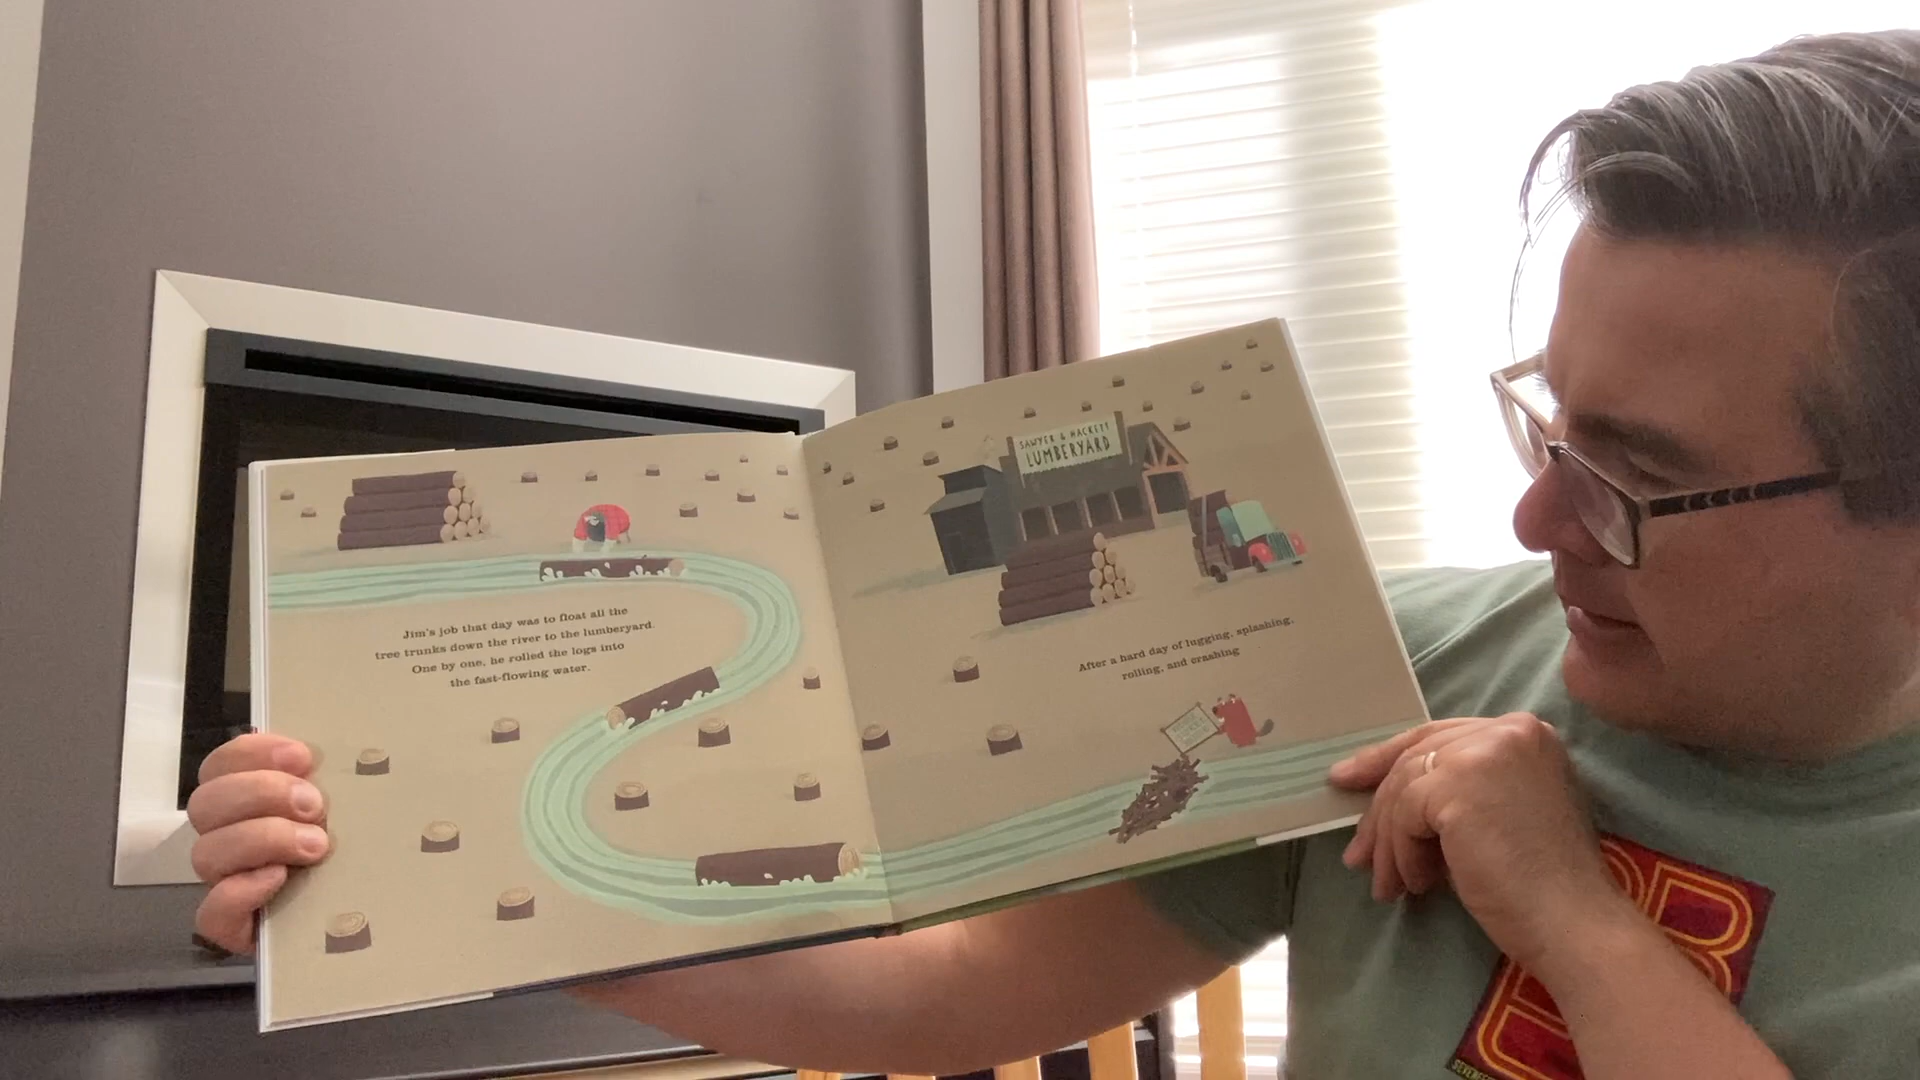 Jim's job that day was to float all the
tree trunks down the river to the lumberyard.
One by one, he rolled the logs into
the fast-flowing water.
SAWYER & HACKETT
LUMBERYARD
After a hard day of lugging, splashing,
rolling, and crashing